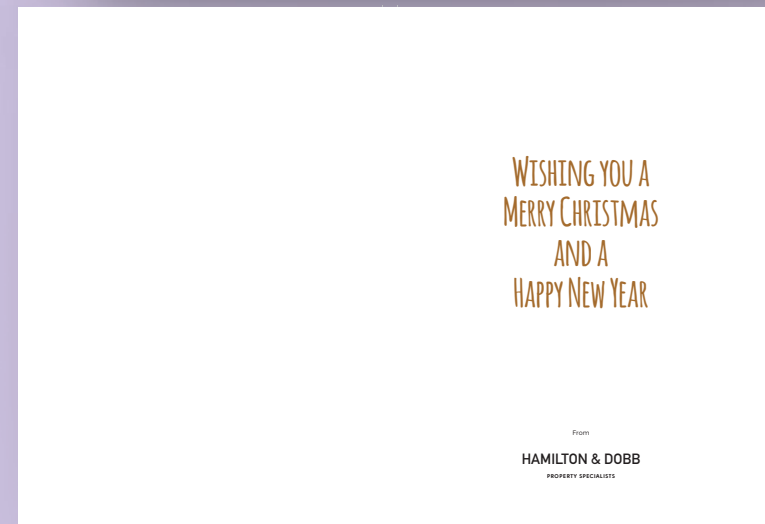 Wishing you a
Merry Christmas
and a
Happy New Year
From
HAMILTON & DOBB
PROPERTY SPECIALISTS